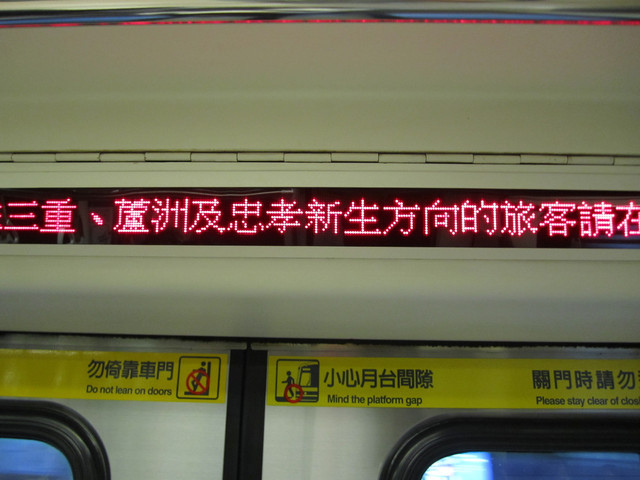 三重、蘆洲及忠孝新生方向的旅客請在
勿倚靠車門
Do not lean on doors
小心月台間隙
Mind the platform gap
關門時請勿
Please stay clear of